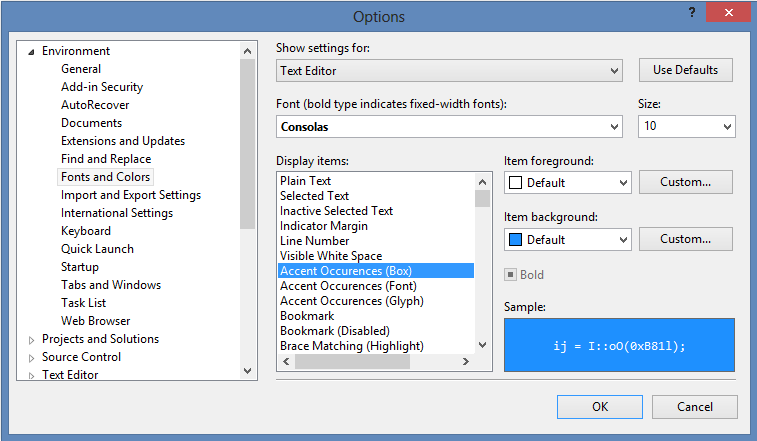 Options
?
Environment
General
Add-in Security
AutoRecover
Documents
Extensions and Updates
Find and Replace
Fonts and Colors
Import and Export Settings
International Settings
Keyboard
Quick Launch
Startup
Tabs and Windows
Task List
Web Browser
Projects and Solutions
Source Control
Text Editor
Show settings for:
Text Editor
Use Defaults
Font (bold type indicates fixed-width fonts):
Size:
Consolas
10
Display items:
Plain Text
Selected Text
Inactive Selected Text
Indicator Margin
Line Number
Visible White Space
Accent Occurences (Box)
Accent Occurences (Font)
Accent Occurences (Glyph)
Bookmark
Bookmark (Disabled)
Brace Matching (Highlight)
Item foreground:
Default
Custom...
Item background:
Default
Custom...
Bold
Sample:
ij = I::oO(0xB81l);
OK
Cancel